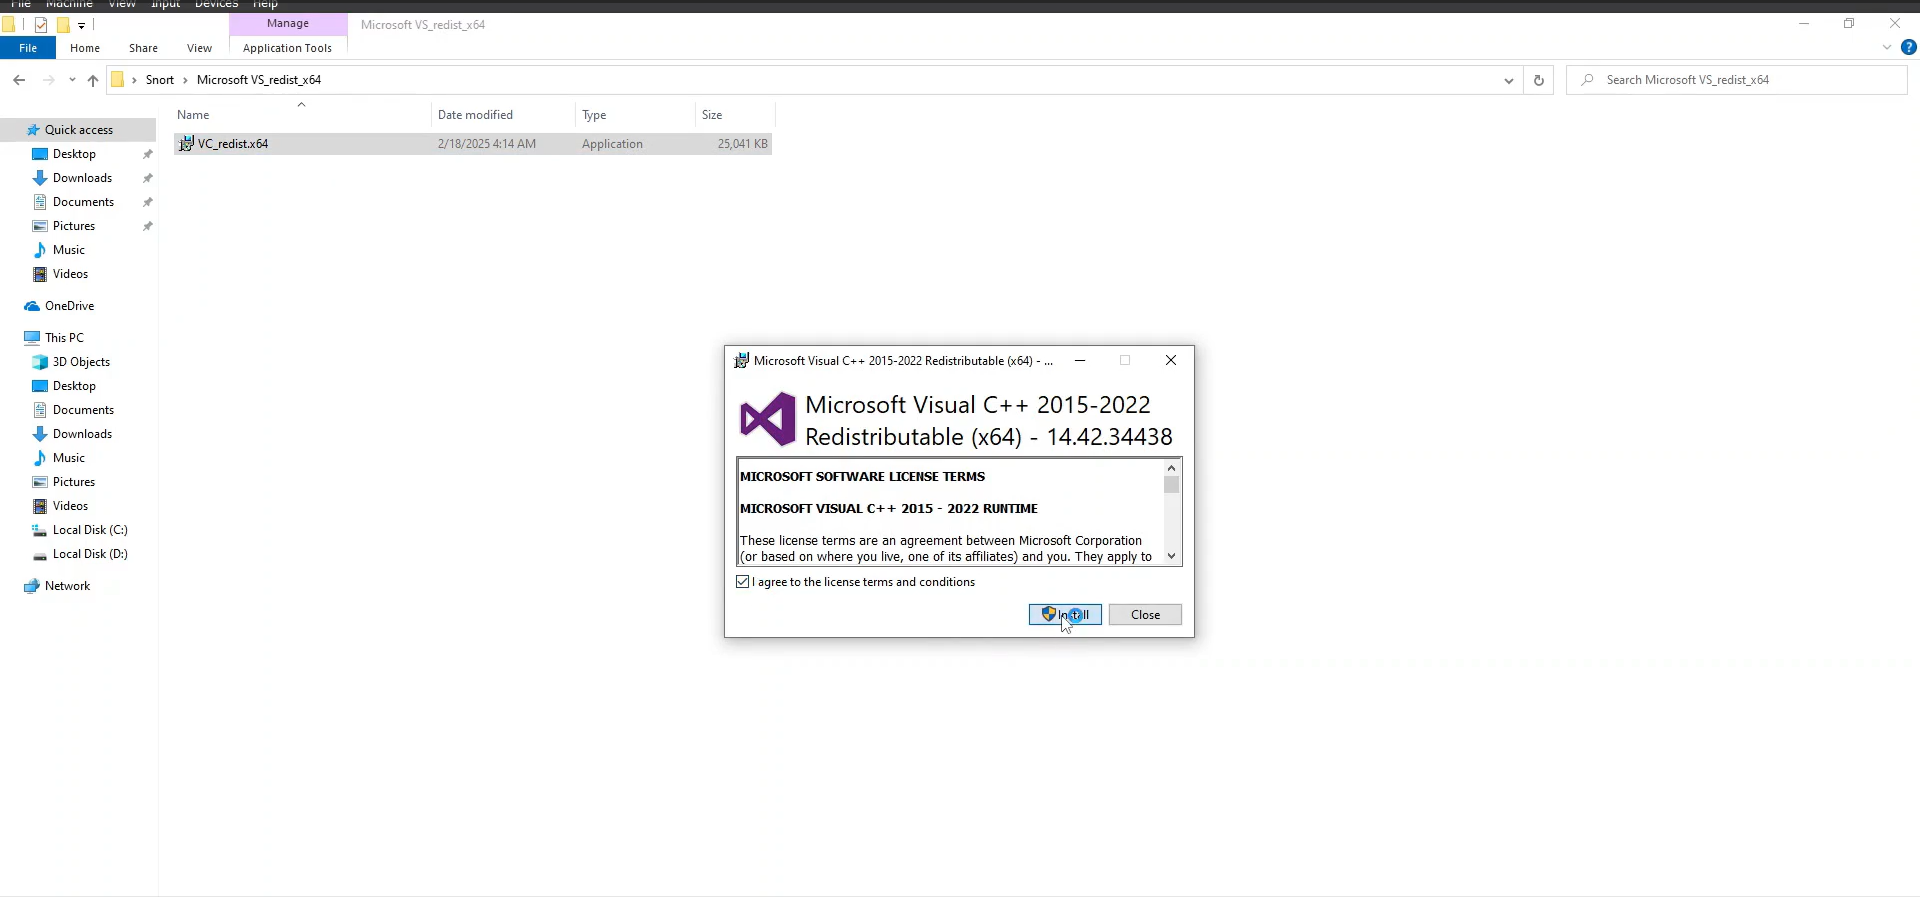 File Machine View Input Devices Help
Manage
Microsoft VS_redist_x64
File Home Share View Application Tools
Snort > Microsoft VS_redist_x64
Search Microsoft VS_redist_x64
Name Date modified Type Size
VC_redist.x64 2/18/2025 4:14 AM Application 25,041 KB
Quick access
Desktop
Downloads
Documents
Pictures
Music
Videos
OneDrive
This PC
3D Objects
Desktop
Documents
Downloads
Music
Pictures
Videos
Local Disk (C:)
Local Disk (D:)
Network
Microsoft Visual C++ 2015-2022 Redistributable (x64) - ...
Microsoft Visual C++ 2015-2022
Redistributable (x64) - 14.42.34438
MICROSOFT SOFTWARE LICENSE TERMS
MICROSOFT VISUAL C++ 2015 - 2022 RUNTIME
These license terms are an agreement between Microsoft Corporation
(or based on where you live, one of its affiliates) and you. They apply to
I agree to the license terms and conditions
Install Close